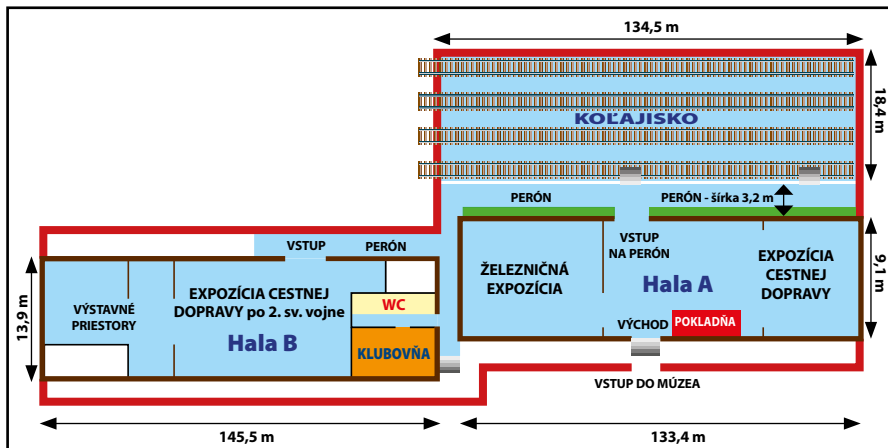 134,5 m
18,4 m
KOĽAJISKO
PERÓN
PERÓN - šírka 3,2 m
VSTUP
PERÓN
VSTUP
NA PERÓN
ŽELEZNIČNÁ
EXPOZÍCIA
Hala A
EXPOZÍCIA
CESTNEJ
DOPRAVY
9,1 m
13,9 m
VÝSTAVNÉ
PRIESTORY
EXPOZÍCIA CESTNEJ
DOPRAVY po 2. sv. vojne
Hala B
WC
KLUBOVŇA
VÝCHOD
POKLADŇA
VSTUP DO MÚZEA
145,5 m
133,4 m